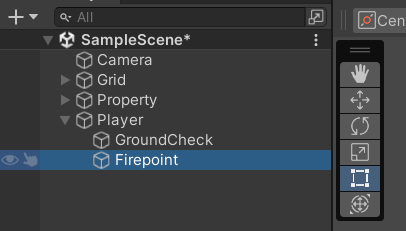 All
SampleScene*
Camera
Grid
Property
Player
GroundCheck
Firepoint
Cen